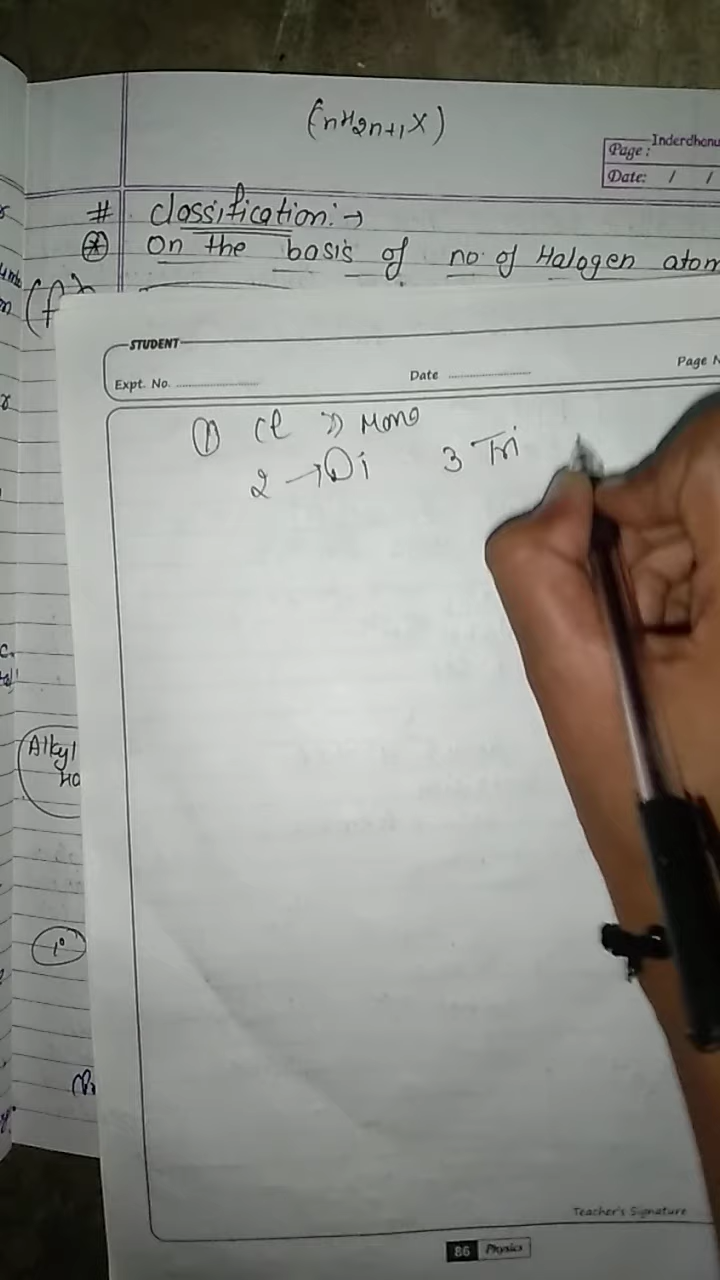 (CnH2n+1X)
Inderdhanu
Page :
Date: / /
# Classification:→
On the basis of no. of Halogen atom
STUDENT
Expt. No.
Date
Page N
① Cl ⇒ Mono
2 → Di 3 Tri
Alkyl
1°
Teacher's Signature
86 Physics